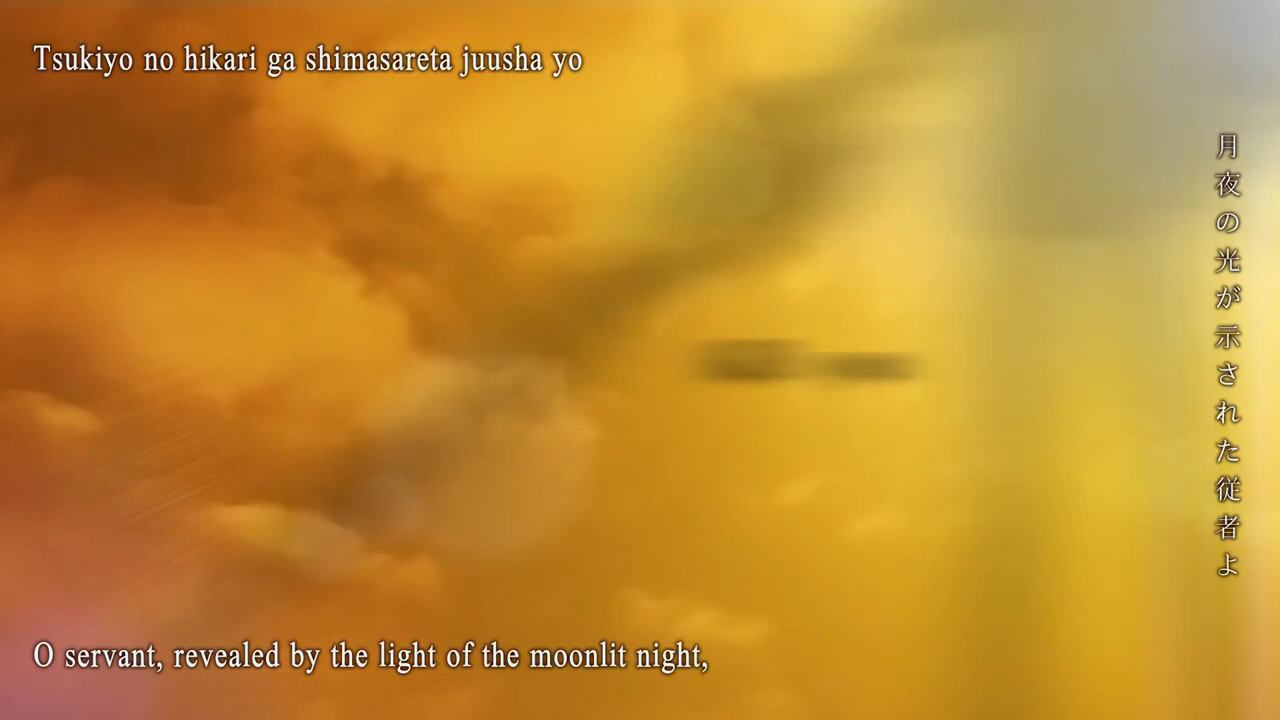 Tsukiyo no hikari ga shimasareta juusha yo
月夜の光が示された従者よ
O servant, revealed by the light of the moonlit night,